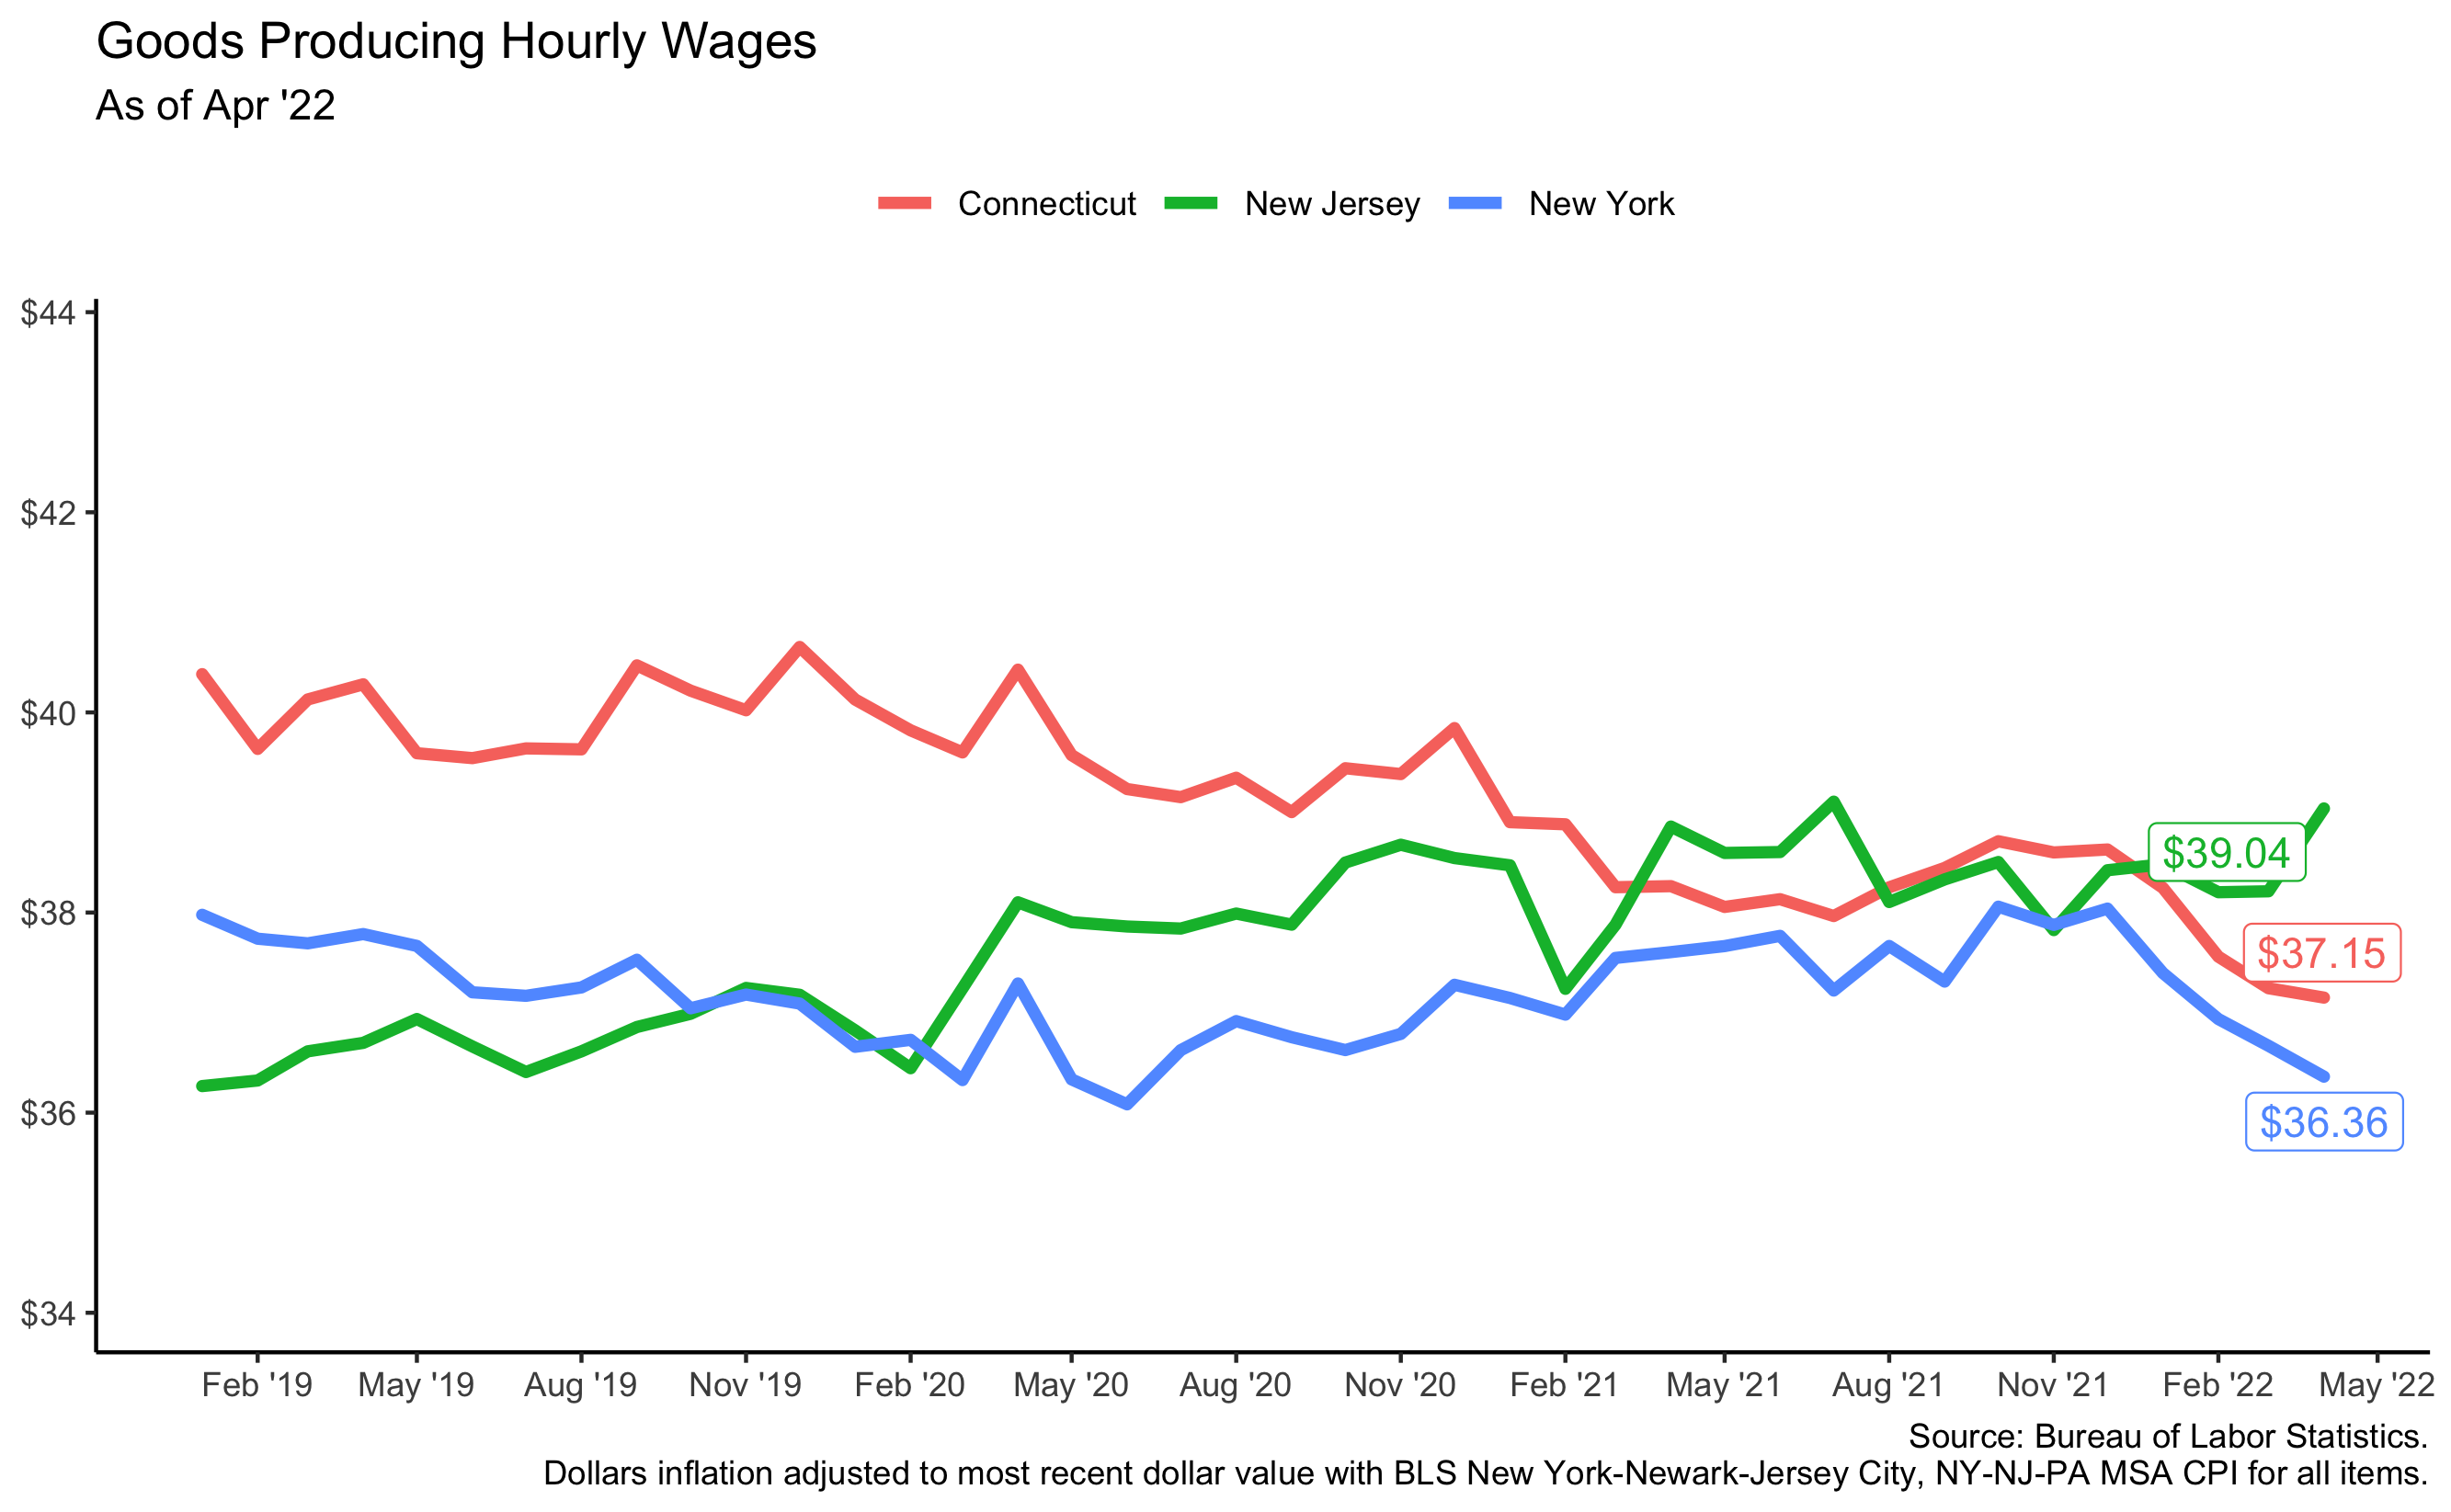 Goods Producing Hourly Wages
As of Apr '22
Connecticut New Jersey New York
$44
$42
$40
$38
$36
$34
$39.04
$37.15
$36.36
Feb '19 May '19 Aug '19 Nov '19 Feb '20 May '20 Aug '20 Nov '20 Feb '21 May '21 Aug '21 Nov '21 Feb '22 May '22
Source: Bureau of Labor Statistics.
Dollars inflation adjusted to most recent dollar value with BLS New York-Newark-Jersey City, NY-NJ-PA MSA CPI for all items.